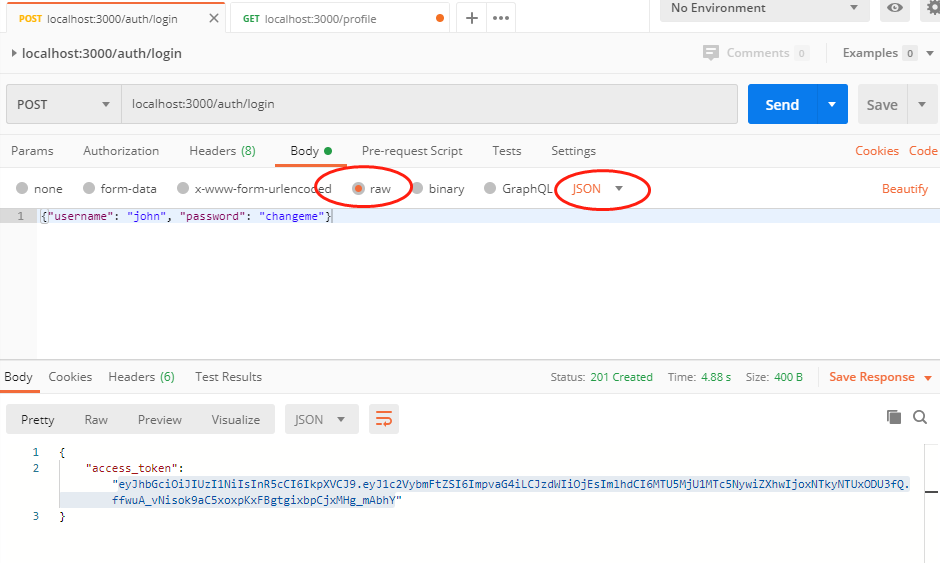 POST localhost:3000/auth/login GET localhost:3000/profile No Environment
localhost:3000/auth/login Comments 0 Examples 0
POST localhost:3000/auth/login Send Save
Params Authorization Headers (8) Body Pre-request Script Tests Settings Cookies Code
none form-data x-www-form-urlencoded raw binary GraphQL JSON Beautify
1 {"username": "john", "password": "changeme"}
Body Cookies Headers (6) Test Results Status: 201 Created Time: 4.88 s Size: 400 B Save Response
Pretty Raw Preview Visualize JSON
1 {
2 "access_token":
"eyJhbGciOiJIUzI1NiIsInR5cCI6IkpXVCJ9.eyJ1c2VybmFtZSI6ImpvaG4iLCJzdWIiOjEsImlhdCI6MTU5MjU1MTc5NywiZXhwIjoxNTkyNTUxODU3fQ.
ffwuA_vNisok9aC5xoxpKxFBgtgixbpCjxMHg_mAbhY"
3 }